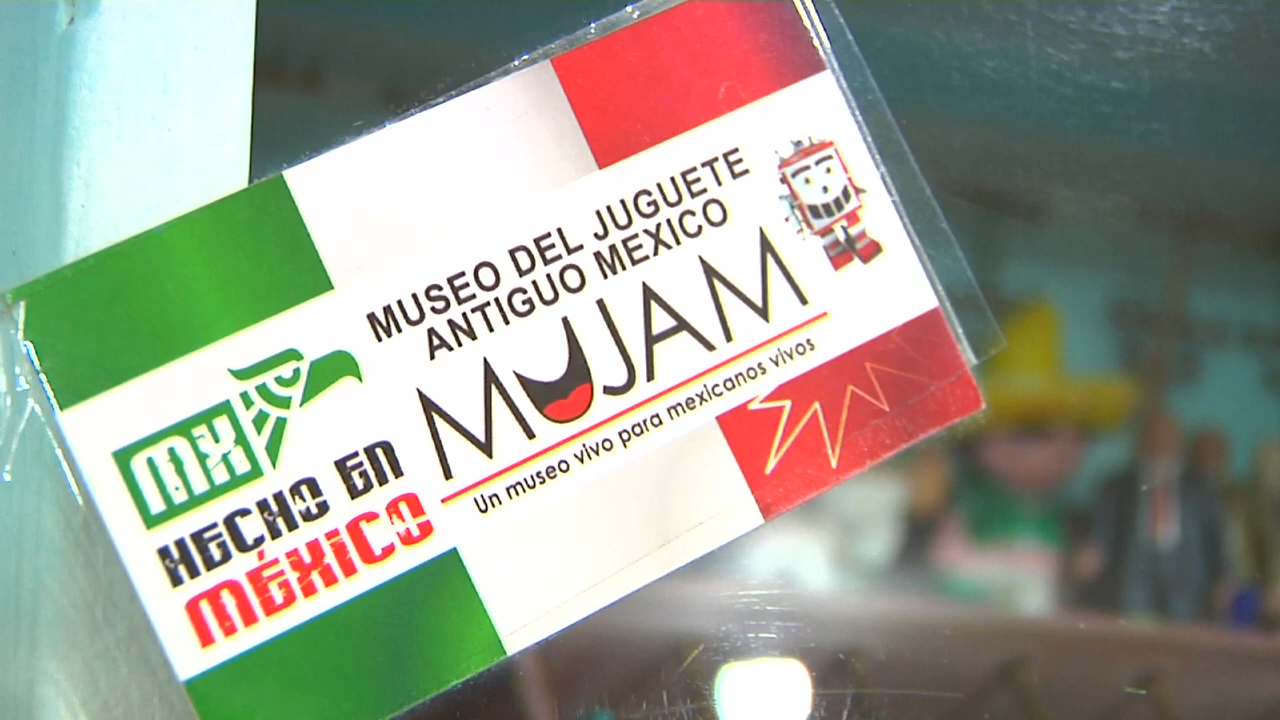 MUSEO DEL JUGUETE
ANTIGUO MEXICO
MUJAM
Un museo vivo para mexicanos vivos
MX
HECHO EN
MÉXICO